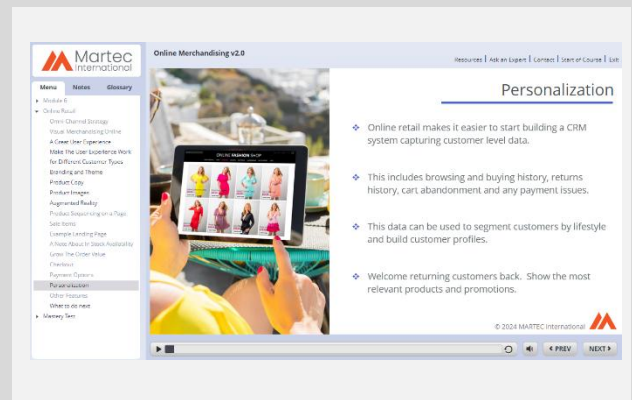 Martec
International
Online Merchandising v2.0
Resources | Ask an Expert | Contact | Start of Course | Exit
Menu Notes Glossary
Module 6
Online Retail
Omni-Channel Strategy
Visual Merchandising Online
A Great User Experience
Make The User Experience Work
for Different Customer Types
Branding and Theme
Product Copy
Product Images
Augmented Reality
Product Sequencing on a Page
Sale Items
Example Landing Page
A Note About In Stock Availability
Grow The Order Value
Checkout
Payment Options
Personalization
Other Features
What to do next
Mastery Test
ONLINE FASHION SHOP
Personalization
Online retail makes it easier to start building a CRM
system capturing customer level data.
This includes browsing and buying history, returns
history, cart abandonment and any payment issues.
This data can be used to segment customers by lifestyle
and build customer profiles.
Welcome returning customers back. Show the most
relevant products and promotions.
© 2024 MARTEC International
PREV
NEXT